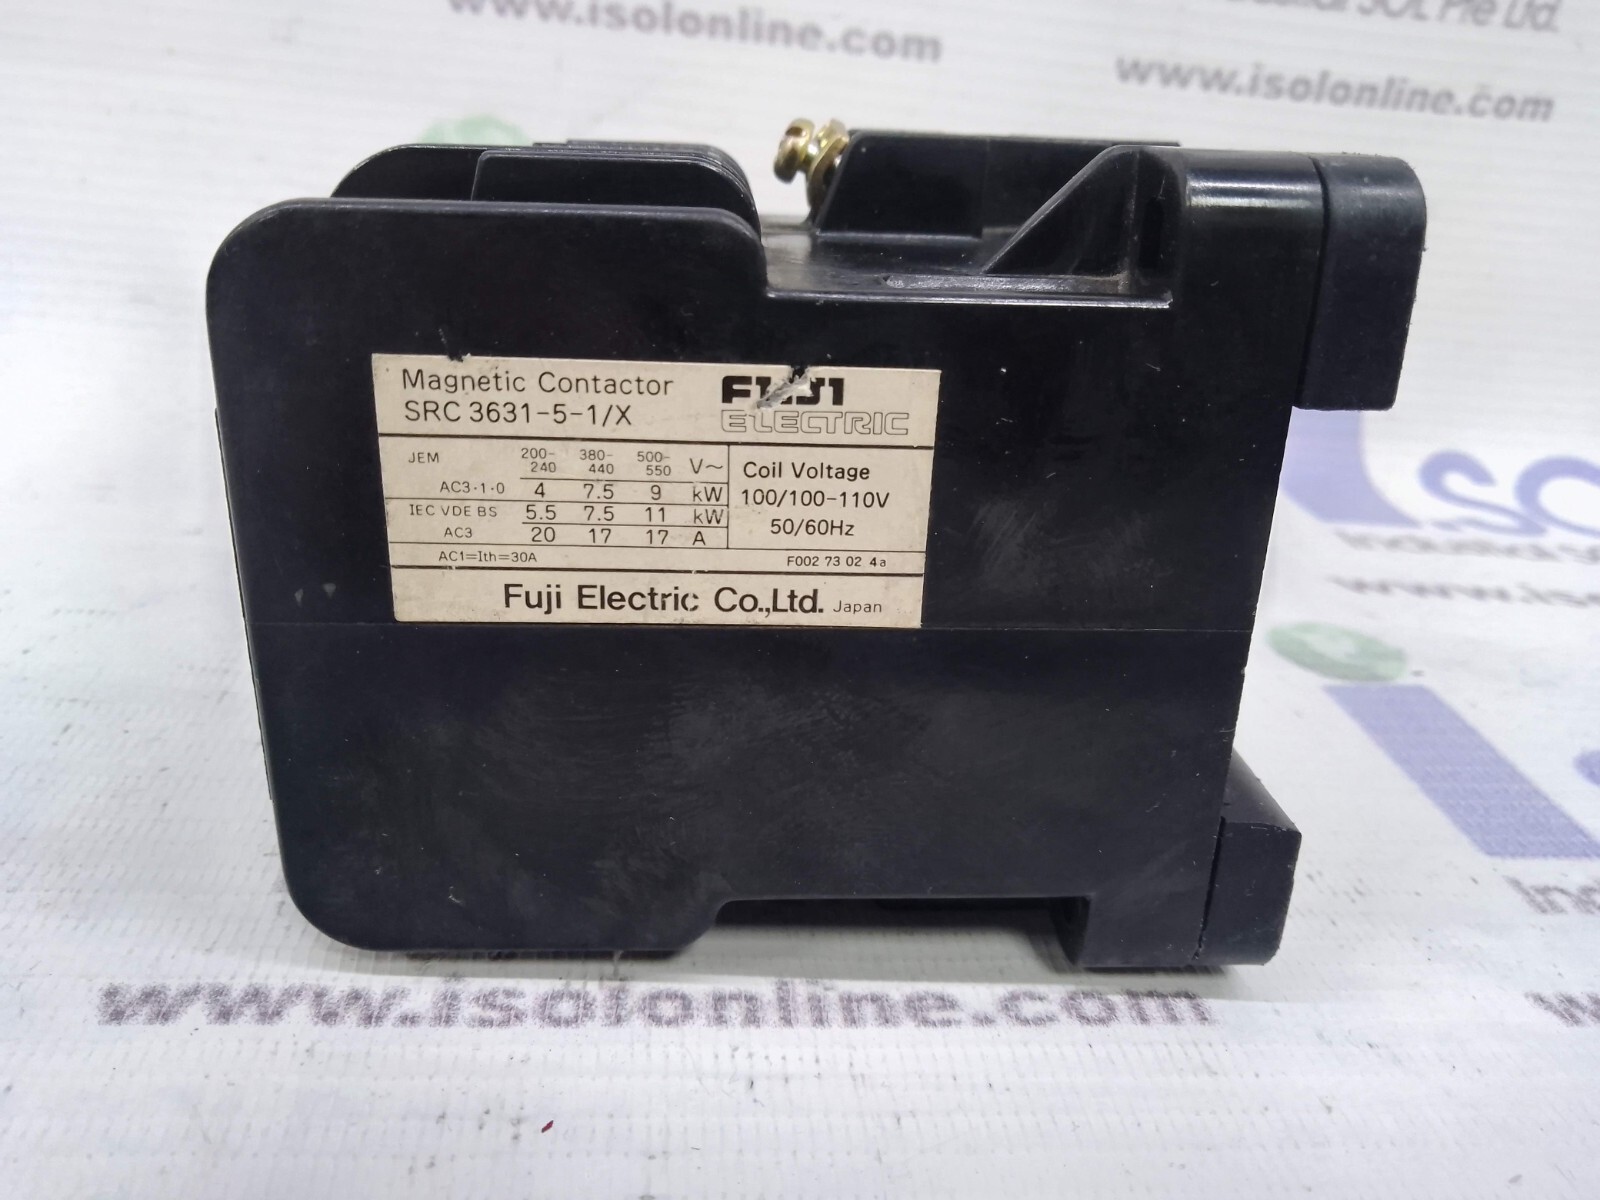 www.isolonline.com
SOL Pte Ltd.
www.isolonline.com
Magnetic Contactor
SRC 3631-5-1/X
FUJI
ELECTRIC
JEM 200-240 380-440 500-550 V~
AC3·1·0 4 7.5 9 kW
IEC VDE BS 5.5 7.5 11 kW
AC3 20 17 17 A
AC1=Ith=30A
Coil Voltage
100/100-110V
50/60Hz
F002 73 02 4a
Fuji Electric Co.,Ltd. Japan
www.isolonline.com